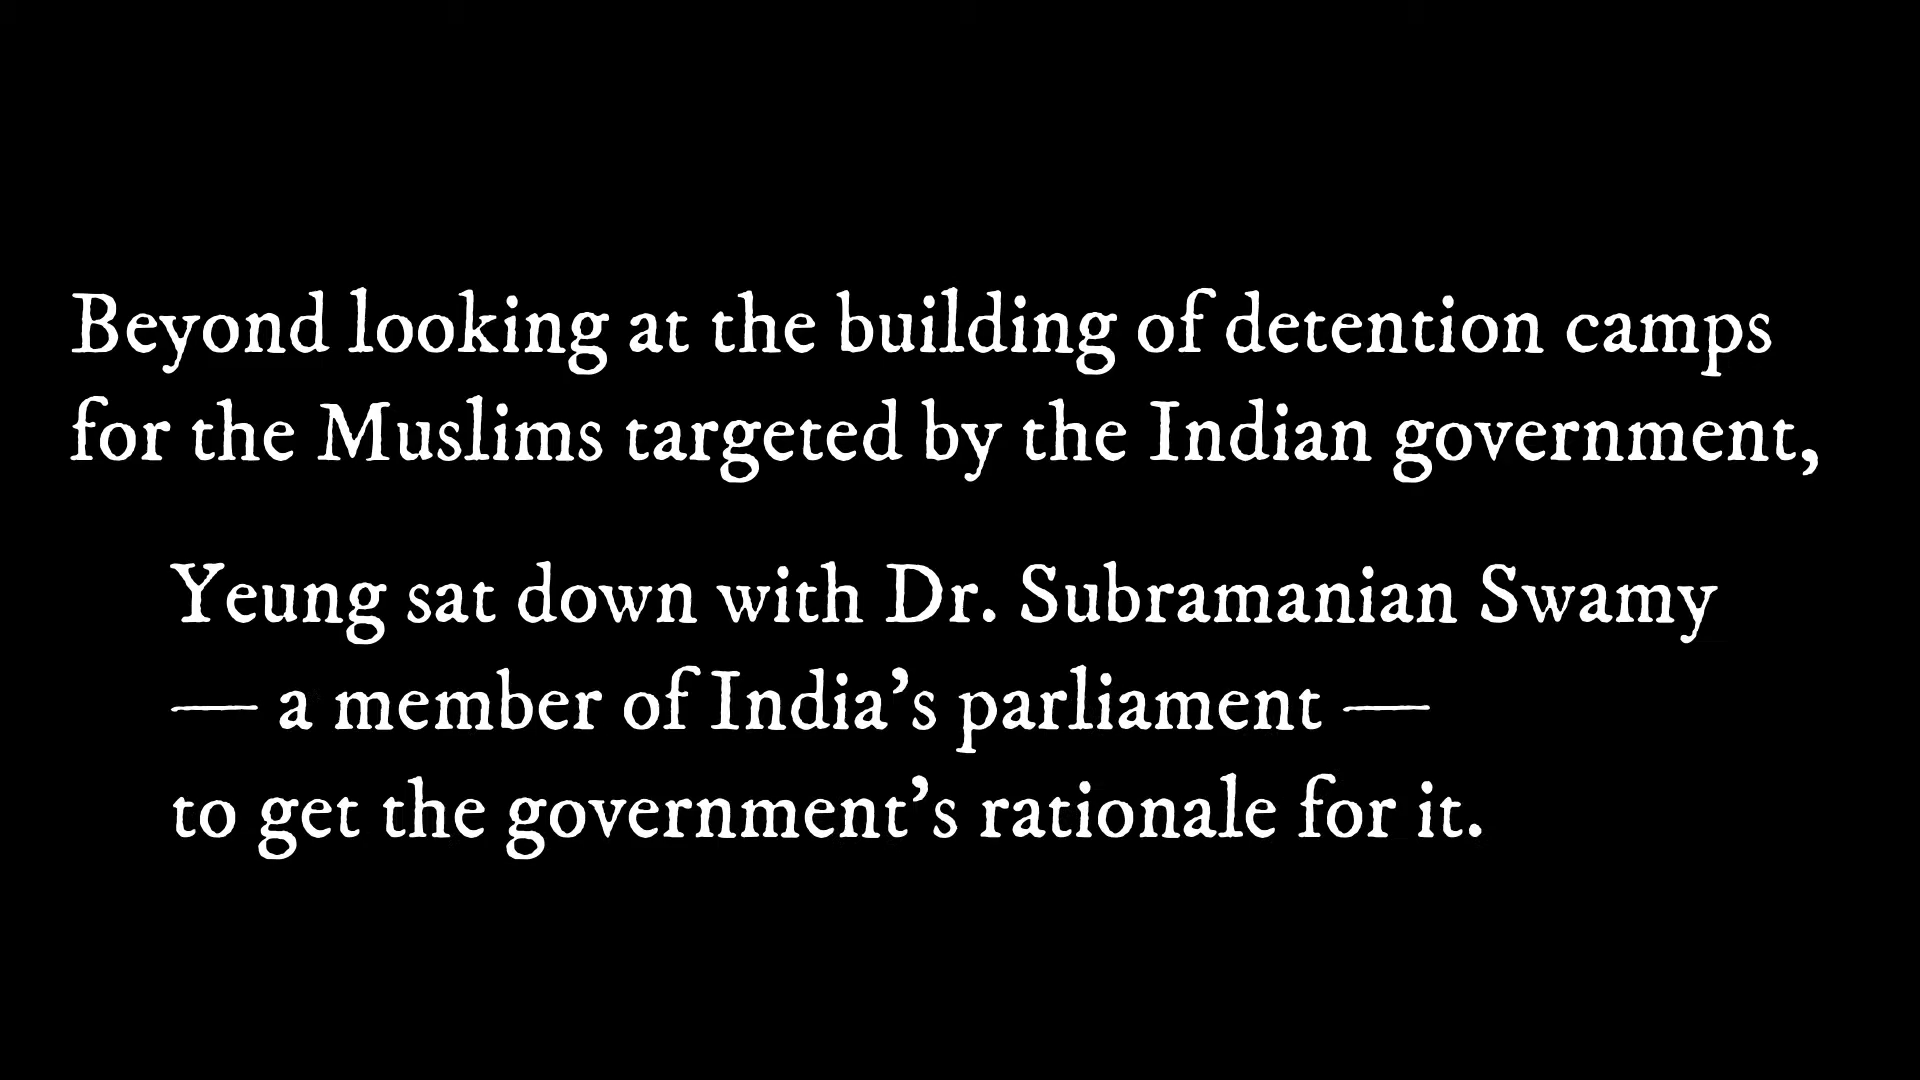 Beyond looking at the building of detention camps
for the Muslims targeted by the Indian government,
Yeung sat down with Dr. Subramanian Swamy
— a member of India’s parliament —
to get the government’s rationale for it.